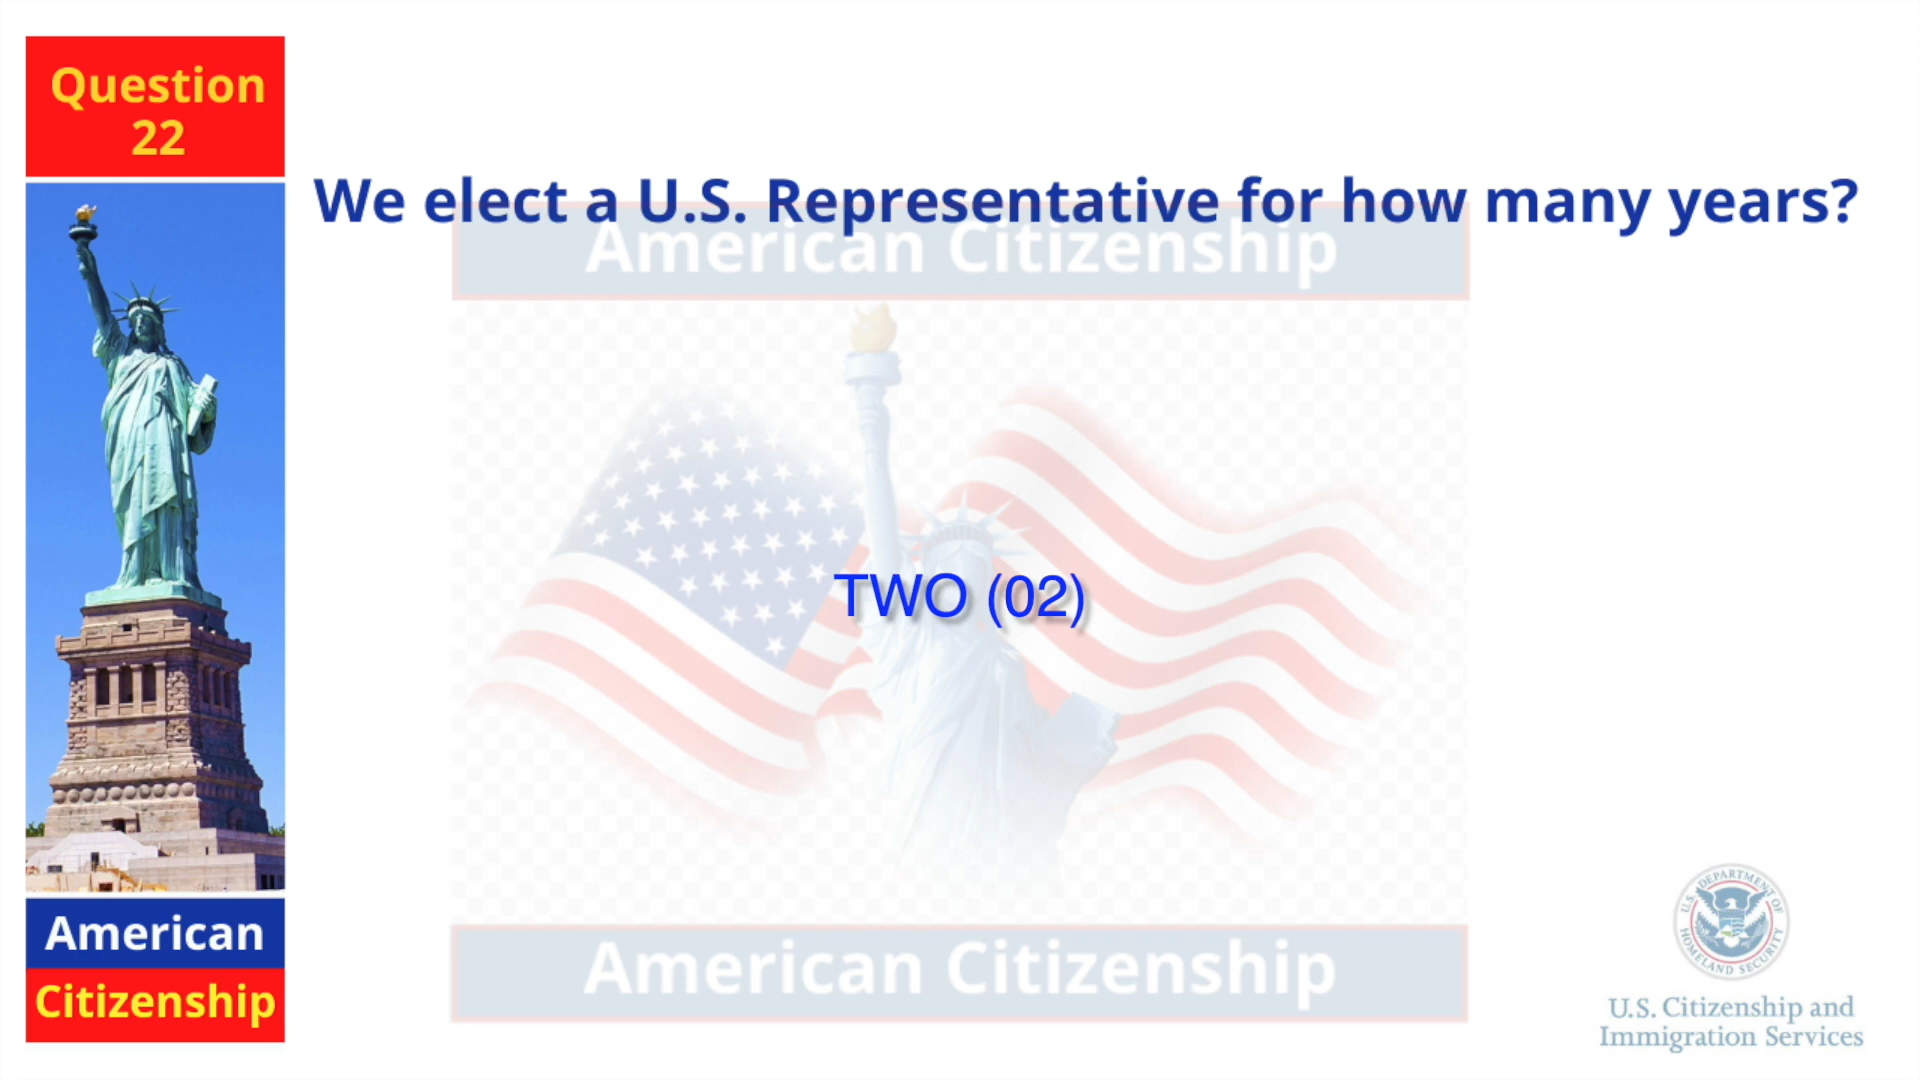 Question
22
We elect a U.S. Representative for how many years?
American Citizenship
TWO (02)
American Citizenship
American
Citizenship
U.S. DEPARTMENT OF
HOMELAND SECURITY
U.S. Citizenship and
Immigration Services